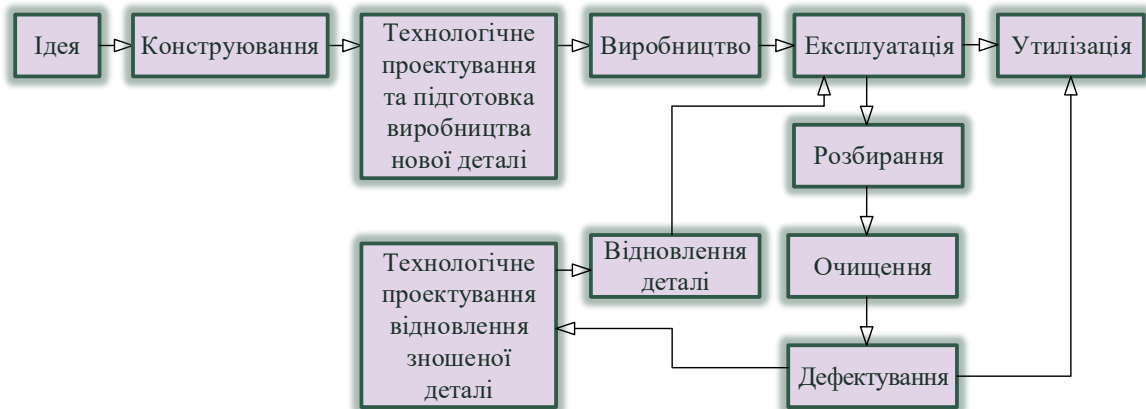 Ідея
Конструювання
Технологічне
проектування
та підготовка
виробництва
нової деталі
Виробництво
Експлуатація
Утилізація
Розбирання
Очищення
Дефектування
Технологічне
проектування
відновлення
зношеної
деталі
Відновлення
деталі